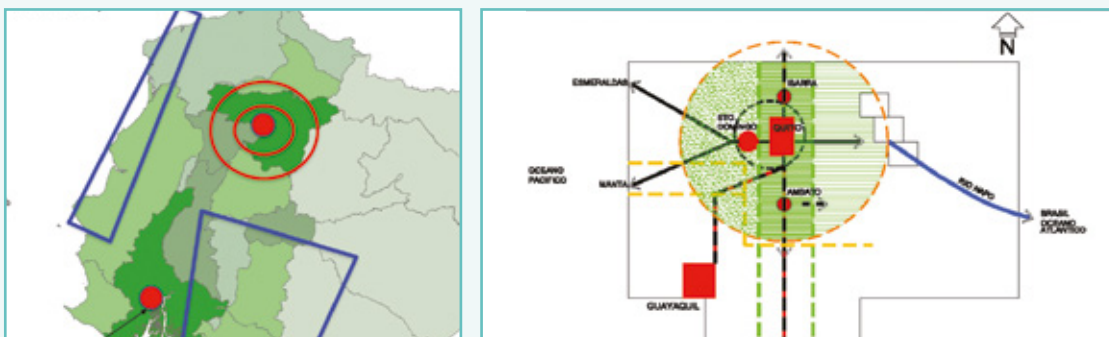 N
ESMERALDAS
IBARRA
STO.
DOMINGO
QUITO
OCEANO
PACIFICO
MANTA
AMBATO
RIO NAPO
BRASIL
OCEANO
ATLANTICO
GUAYAQUIL